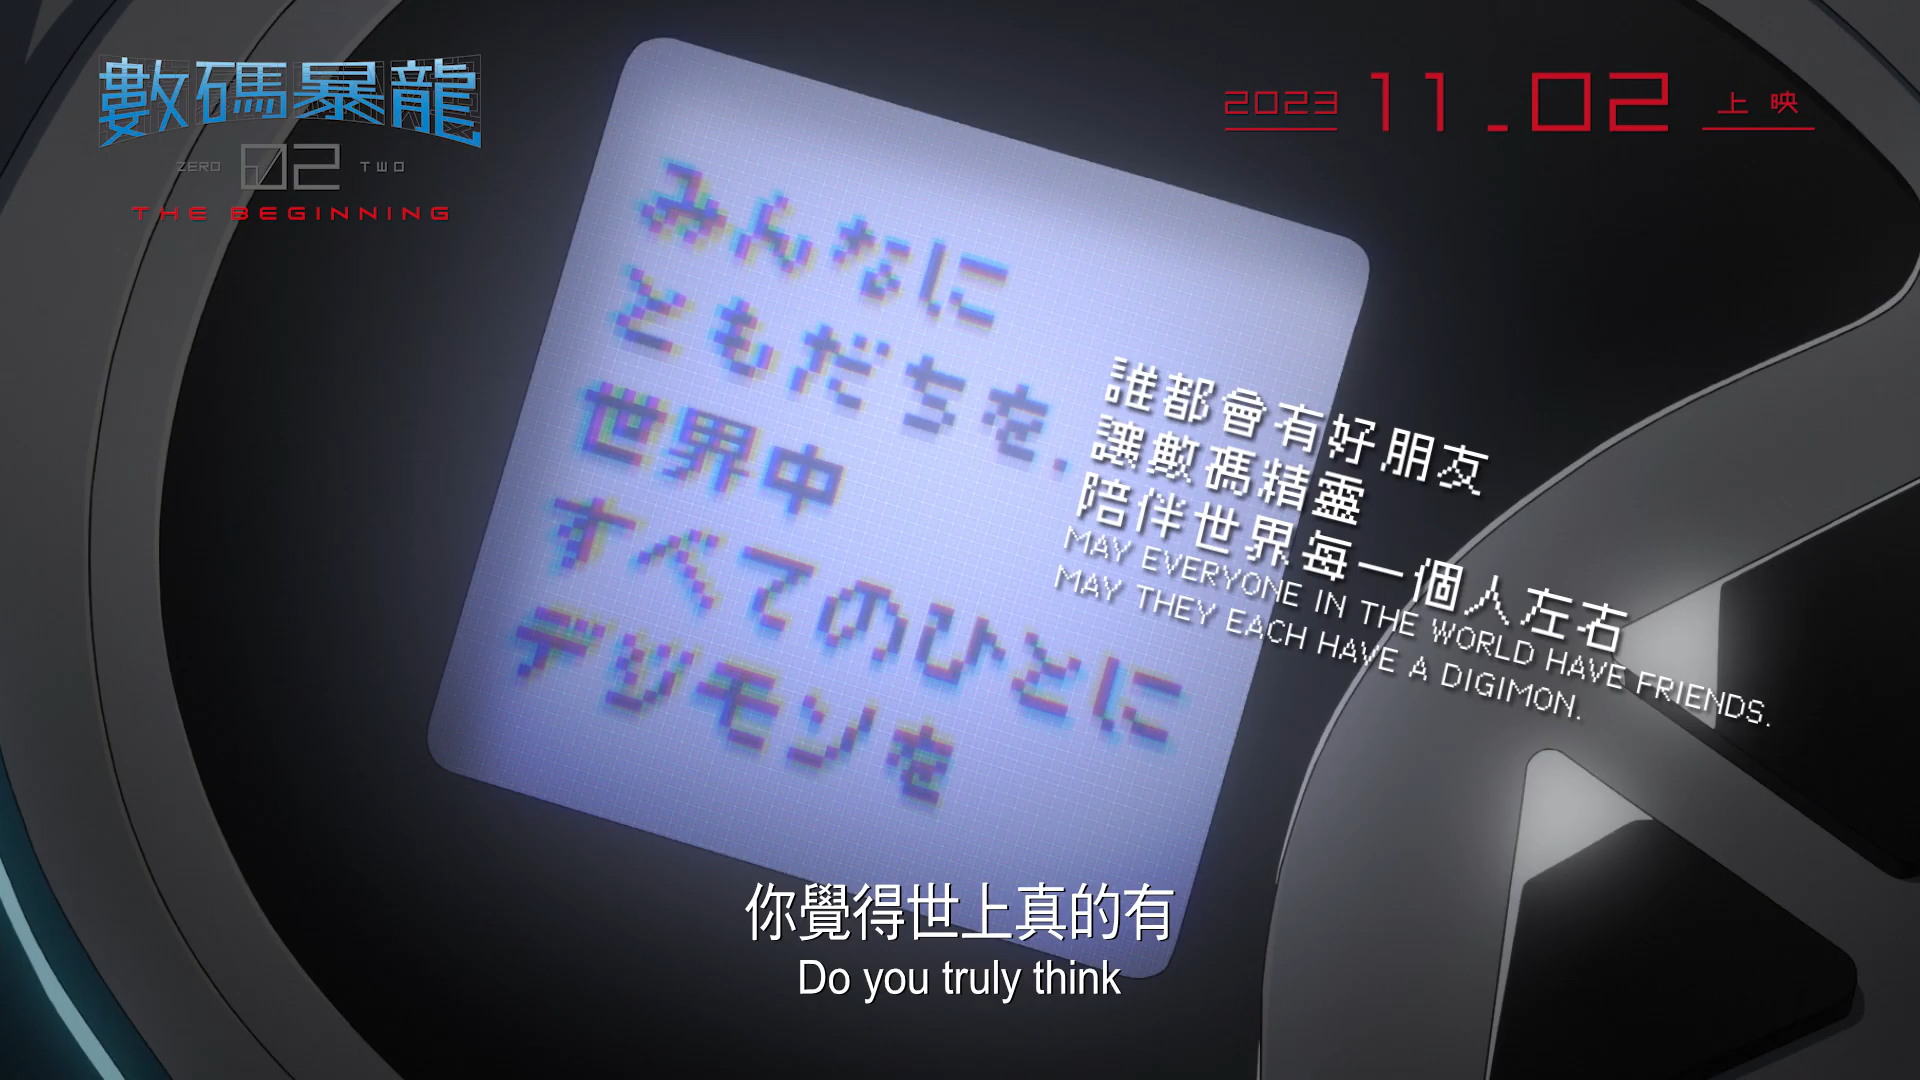 數碼暴龍
ZERO 02 TWO
THE BEGINNING
2023 11_02 上映
みんなに
ともだちを.
世界中
すべてのひとに
デジモンを
誰都會有好朋友
讓數碼精靈
陪伴世界每一個人左右
MAY EVERYONE IN THE WORLD HAVE FRIENDS.
MAY THEY EACH HAVE A DIGIMON.
你覺得世上真的有
Do you truly think